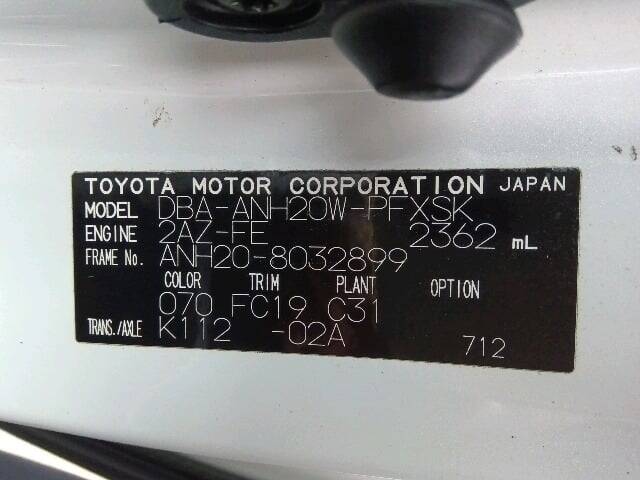 TOYOTA MOTOR CORPORATION JAPAN
MODEL DBA-ANH20W-PFXSK
ENGINE 2AZ-FE 2362 mL
FRAME No. ANH20-8032899
COLOR TRIM PLANT OPTION
070 FC19 C31
TRANS./AXLE K112 -02A
712